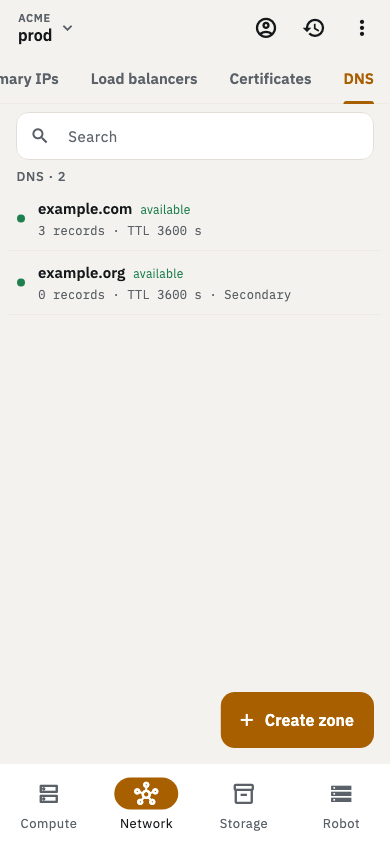 ACME
prod
mary IPs Load balancers Certificates DNS
Search
DNS · 2
example.com available
3 records · TTL 3600 s
example.org available
0 records · TTL 3600 s · Secondary
+ Create zone
Compute Network Storage Robot